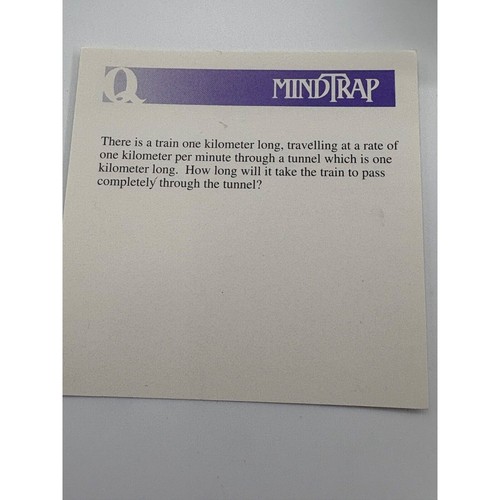 Q MINDTRAP
There is a train one kilometer long, travelling at a rate of
one kilometer per minute through a tunnel which is one
kilometer long. How long will it take the train to pass
completely through the tunnel?